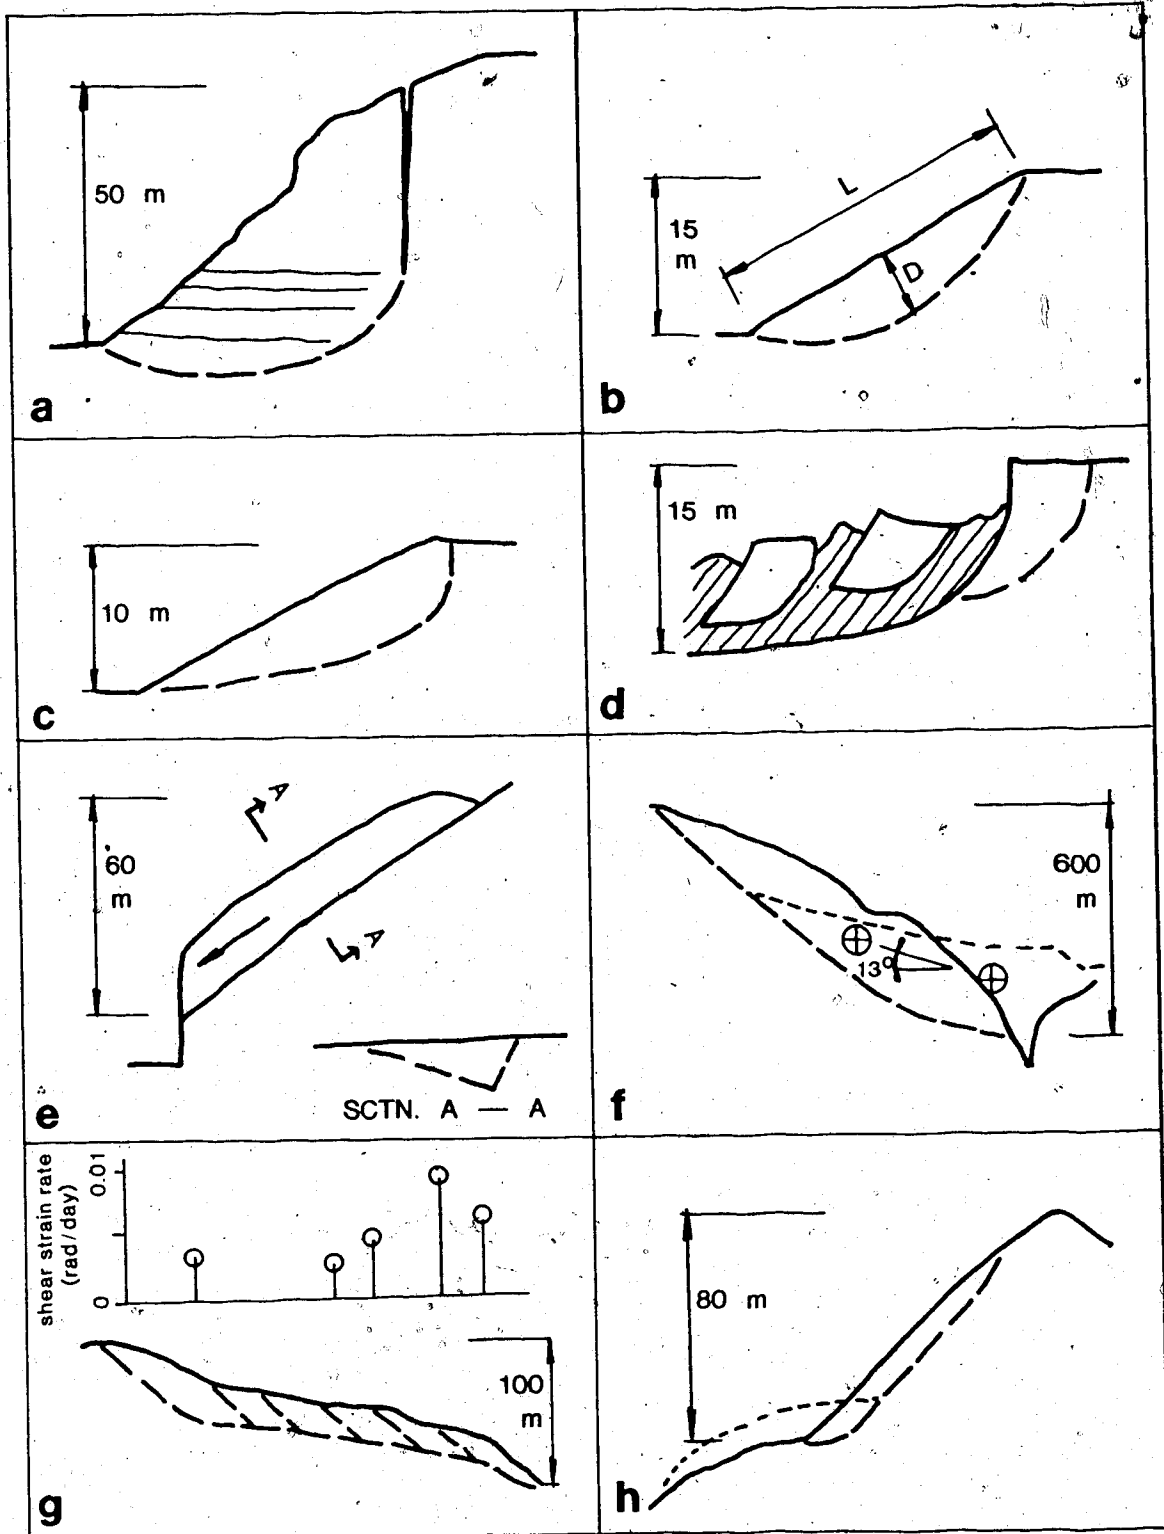 50 m
a
L
15
m
D
b
10 m
c
15 m
d
A
60
m
A
SCTN. A — A
e
600
m
13°
f
shear strain rate
(rad/day)
0.01
0
100
m
g
80 m
h